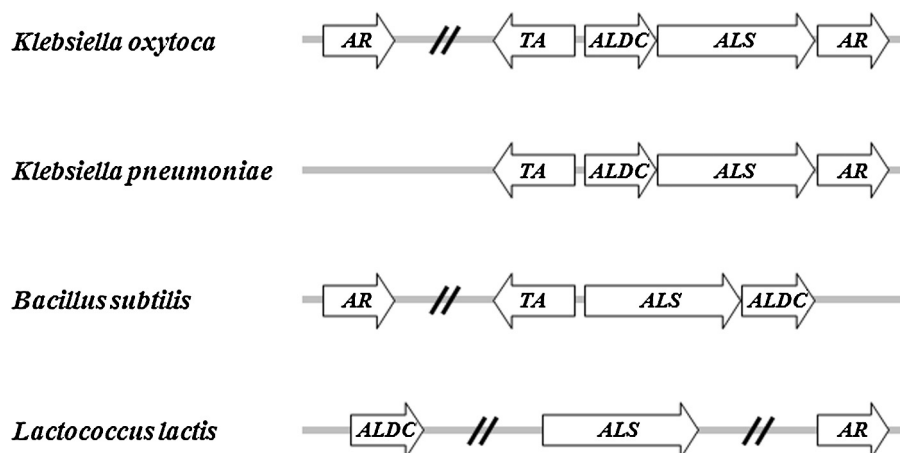 Klebsiella oxytoca AR TA ALDC ALS AR
Klebsiella pneumoniae TA ALDC ALS AR
Bacillus subtilis AR TA ALS ALDC
Lactococcus lactis ALDC ALS AR